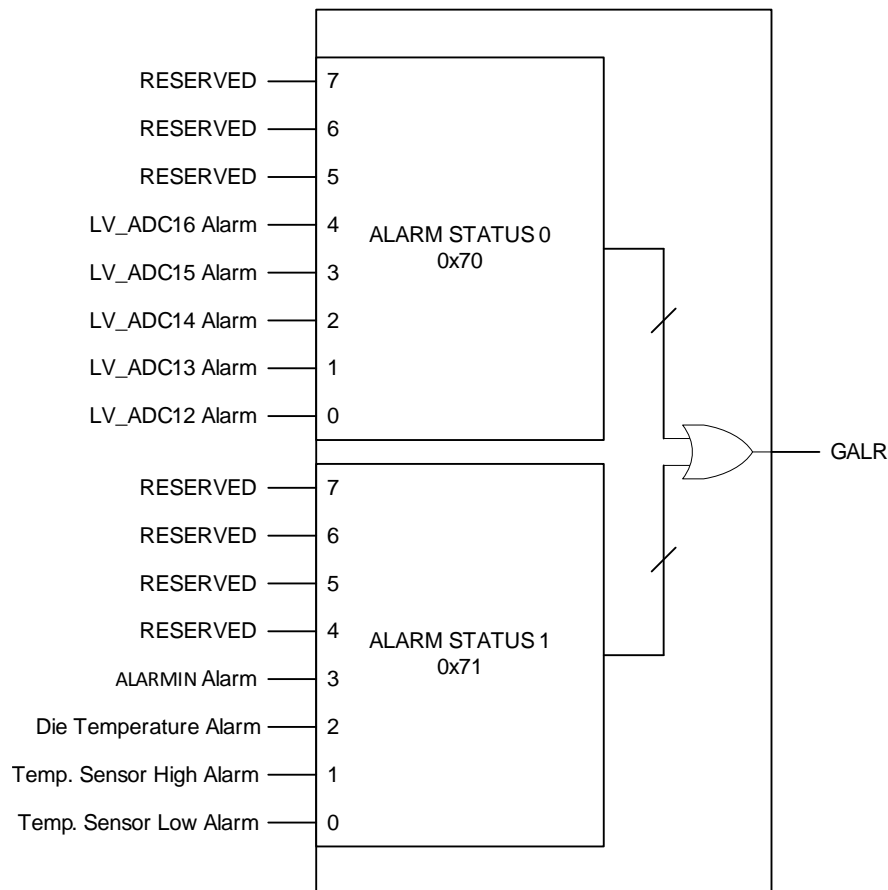 RESERVED 7
RESERVED 6
RESERVED 5
LV_ADC16 Alarm 4
LV_ADC15 Alarm 3
LV_ADC14 Alarm 2
LV_ADC13 Alarm 1
LV_ADC12 Alarm 0
ALARM STATUS 0
0x70
RESERVED 7
RESERVED 6
RESERVED 5
RESERVED 4
ALARMIN Alarm 3
Die Temperature Alarm 2
Temp. Sensor High Alarm 1
Temp. Sensor Low Alarm 0
ALARM STATUS 1
0x71
GALR